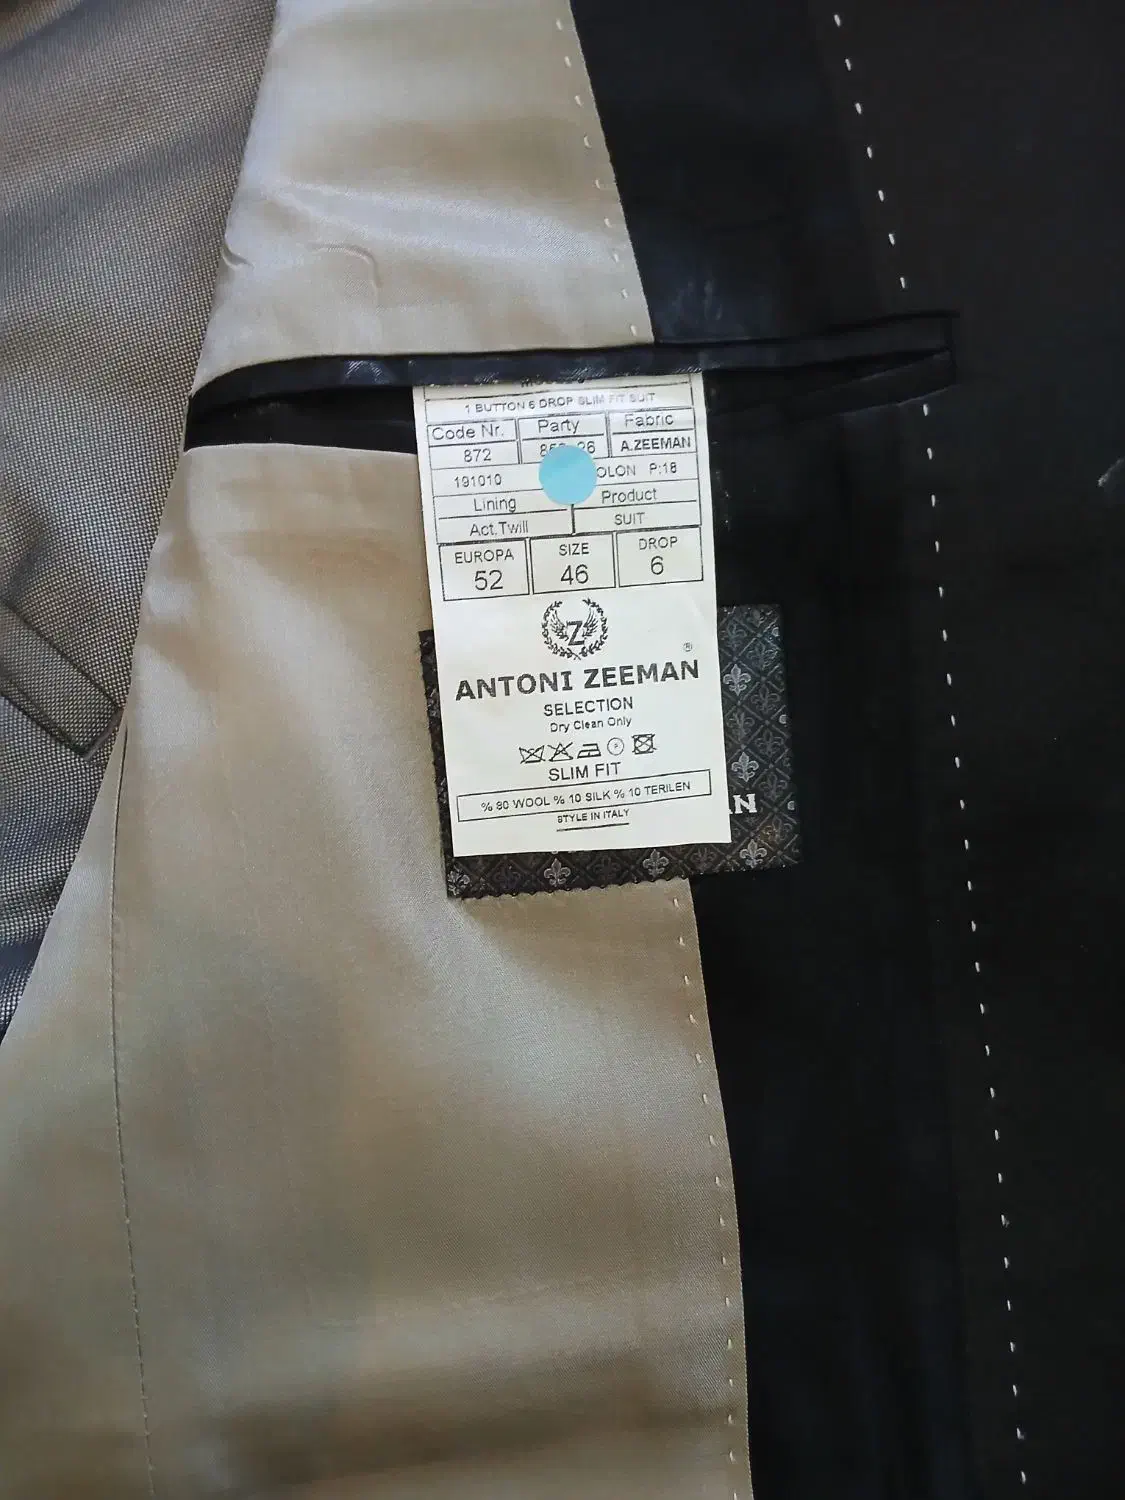 1 BUTTON 6 DROP SLIM FIT SUIT
Code Nr. Party Fabric
872 A.ZEEMAN
191010 P:18
Lining Product
Act.Twill SUIT
EUROPA SIZE DROP
52 46 6
Z
®
ANTONI ZEEMAN
SELECTION
Dry Clean Only
SLIM FIT
% 80 WOOL % 10 SILK % 10 TERILEN
STYLE IN ITALY